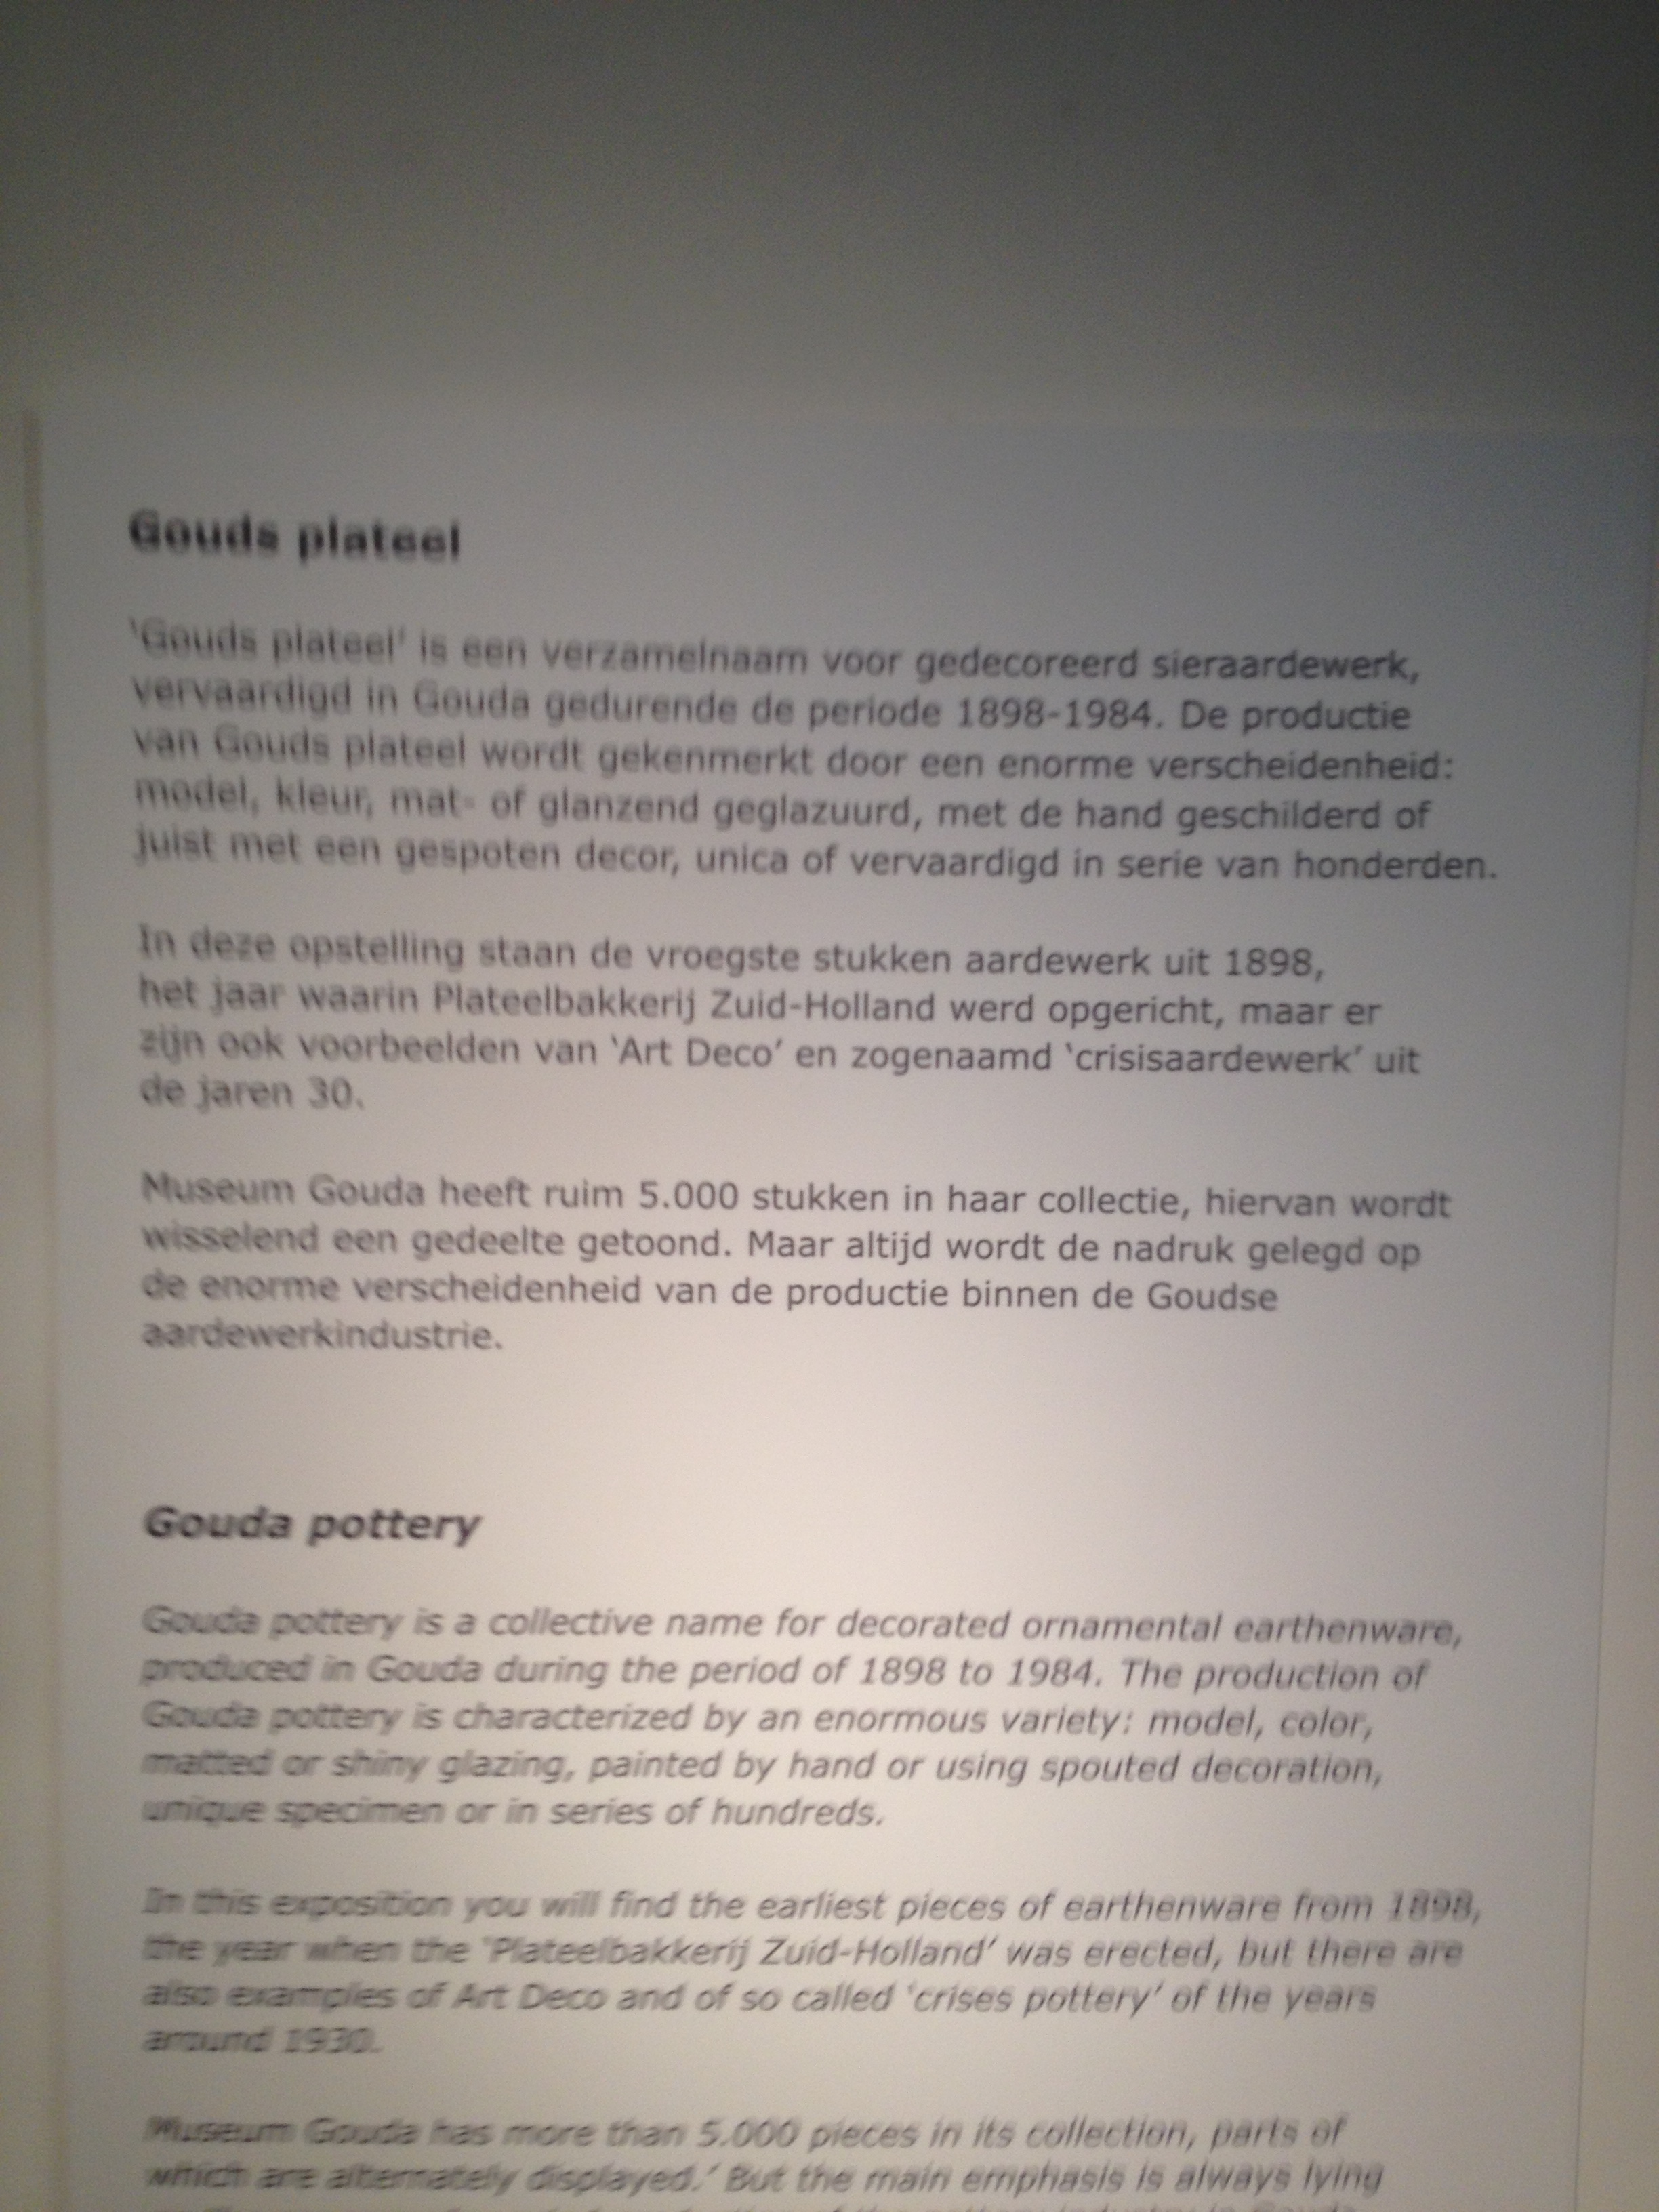 Gouds plateel
'Gouds plateel' is een verzamelnaam voor gedecoreerd sieraardewerk,
vervaardigd in Gouda gedurende de periode 1898-1984. De productie
van Gouds plateel wordt gekenmerkt door een enorme verscheidenheid:
model, kleur, mat- of glanzend geglazuurd, met de hand geschilderd of
juist met een gespoten decor, unica of vervaardigd in serie van honderden.
In deze opstelling staan de vroegste stukken aardewerk uit 1898,
het jaar waarin Plateelbakkerij Zuid-Holland werd opgericht, maar er
zijn ook voorbeelden van 'Art Deco' en zogenaamd 'crisisaardewerk' uit
de jaren 30.
Museum Gouda heeft ruim 5.000 stukken in haar collectie, hiervan wordt
wisselend een gedeelte getoond. Maar altijd wordt de nadruk gelegd op
de enorme verscheidenheid van de productie binnen de Goudse
aardewerkindustrie.
Gouda pottery
Gouda pottery is a collective name for decorated ornamental earthenware,
produced in Gouda during the period of 1898 to 1984. The production of
Gouda pottery is characterized by an enormous variety: model, color,
matted or shiny glazing, painted by hand or using spouted decoration,
unique specimen or in series of hundreds.
In this exposition you will find the earliest pieces of earthenware from 1898,
the year when the 'Plateelbakkerij Zuid-Holland' was erected, but there are
also examples of Art Deco and of so called 'crises pottery' of the years
around 1930.
Museum Gouda has more than 5.000 pieces in its collection, parts of
which are alternately displayed.' But the main emphasis is always lying